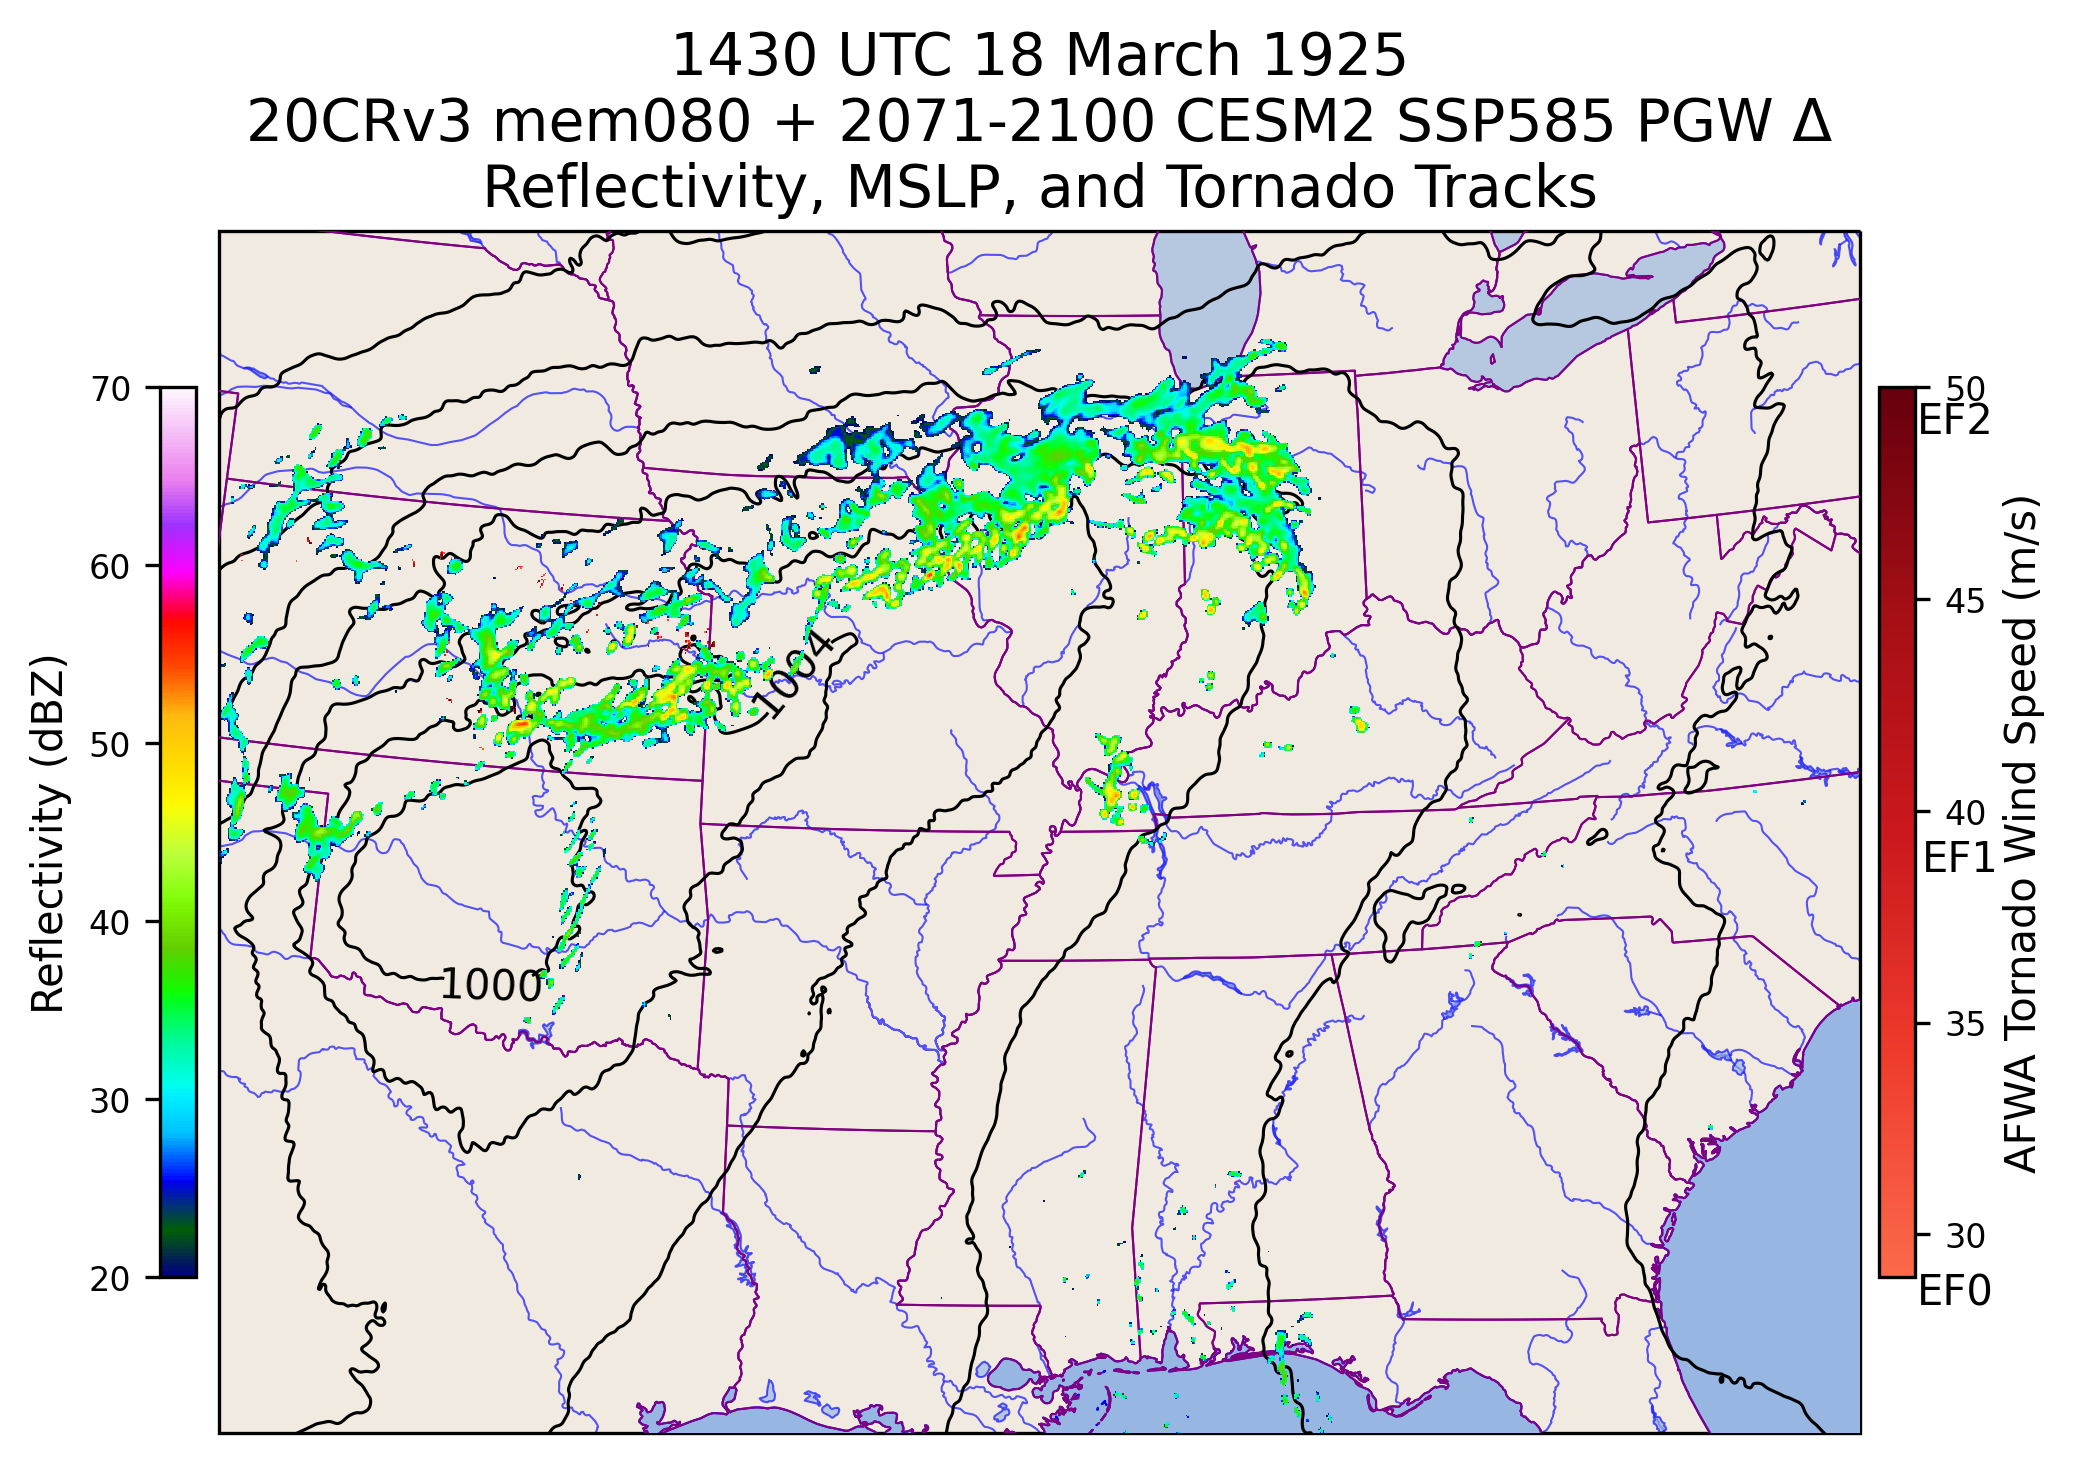 1430 UTC 18 March 1925
20CRv3 mem080 + 2071-2100 CESM2 SSP585 PGW Δ
Reflectivity, MSLP, and Tornado Tracks
70
60
50
40
30
20
Reflectivity (dBZ)
1004
1000
50
EF2
45
40
EF1
35
30
EF0
AFWA Tornado Wind Speed (m/s)